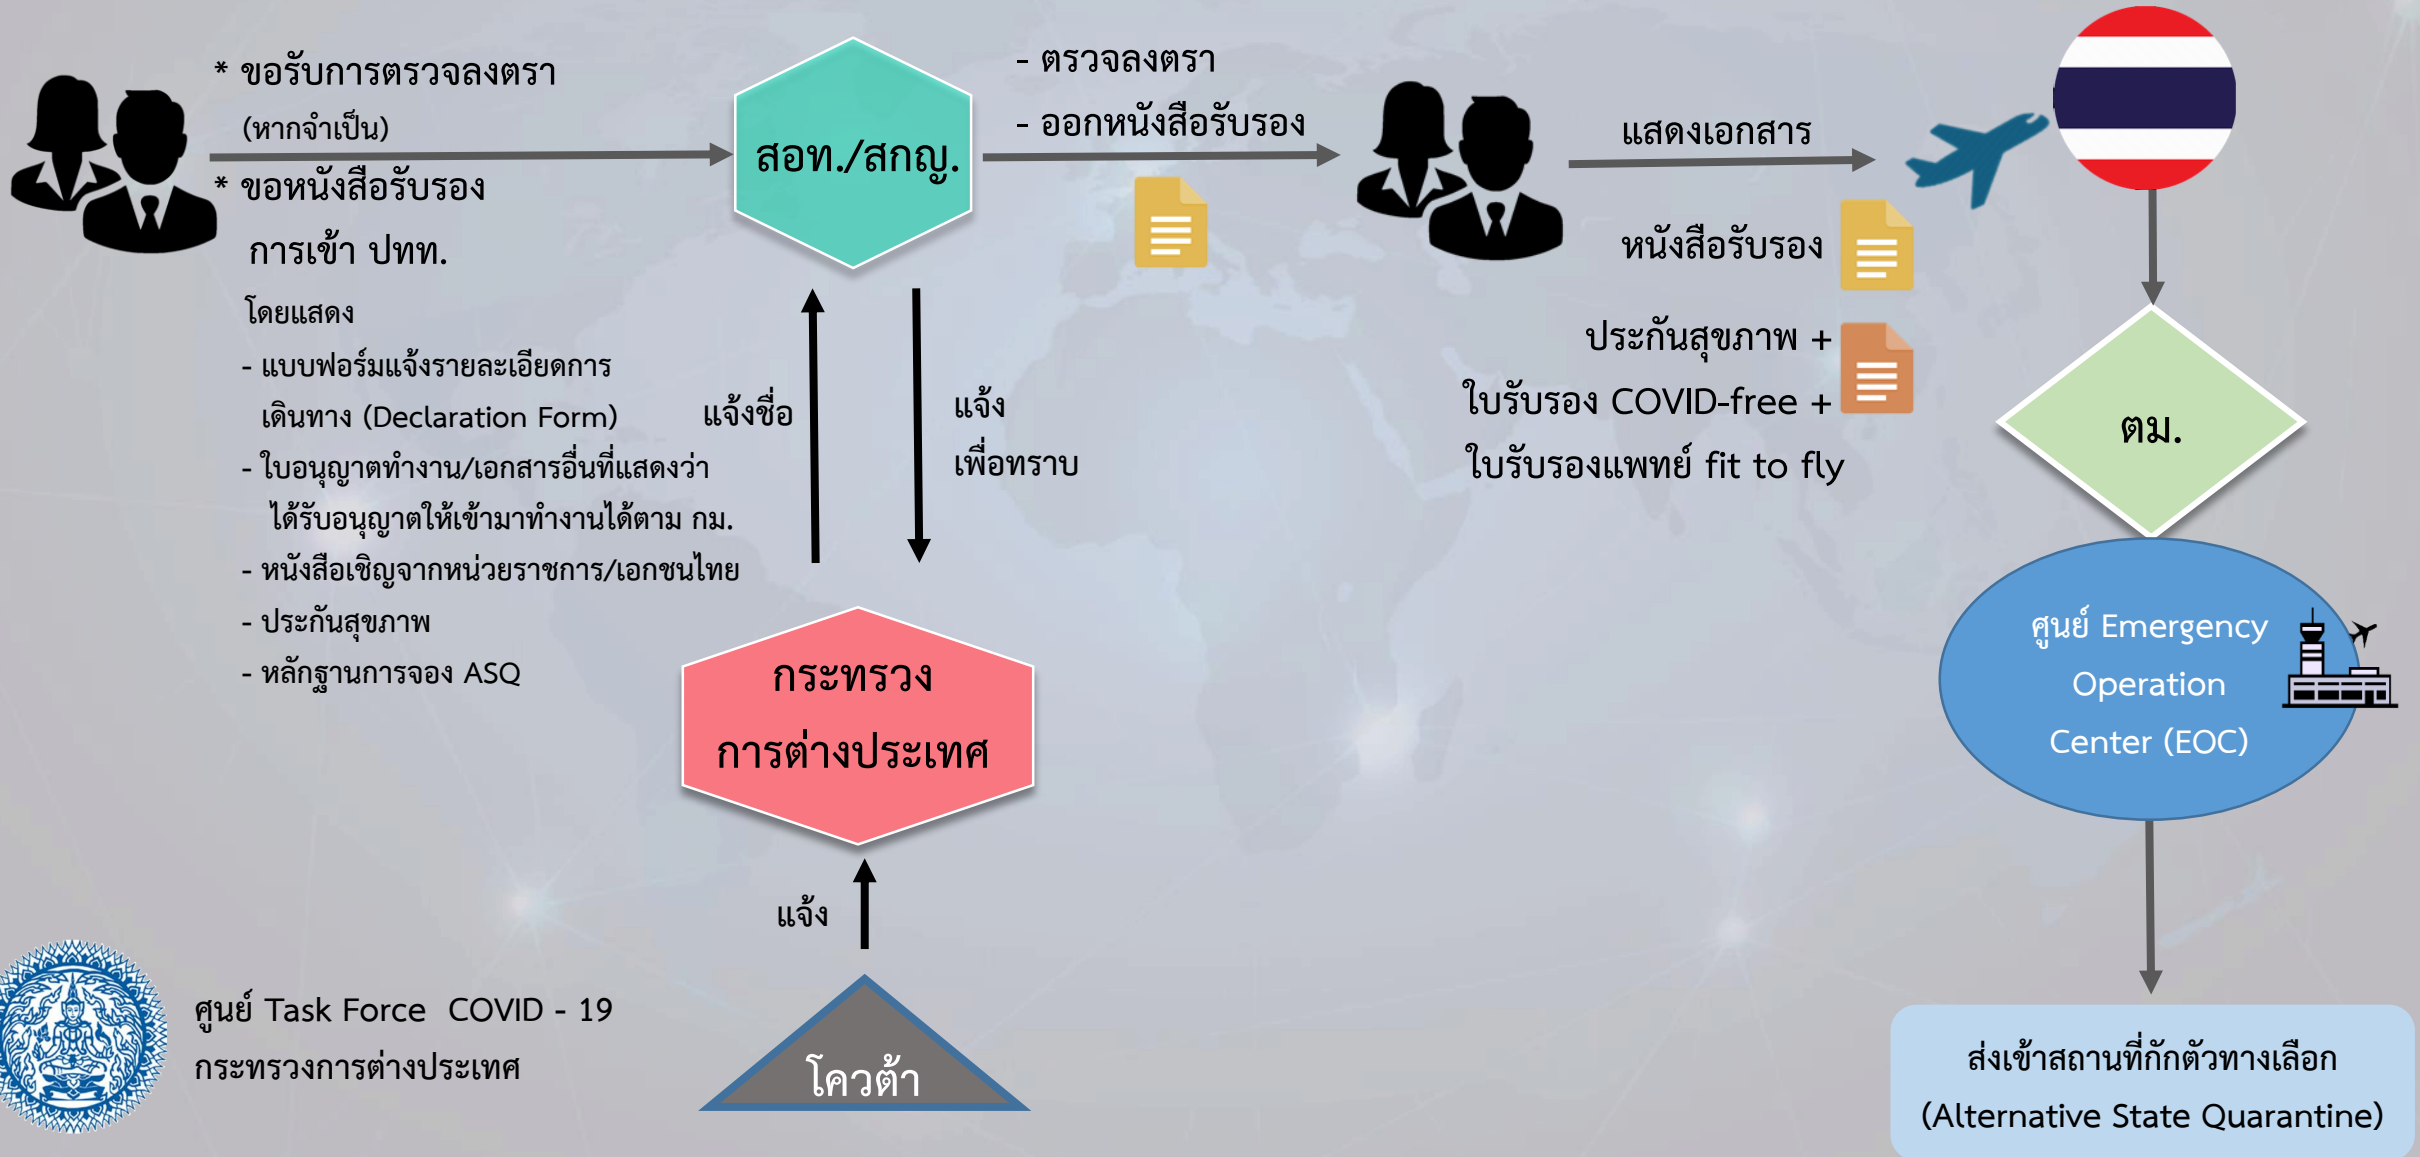 * ขอรับการตรวจลงตรา
(หากจำเป็น)
* ขอหนังสือรับรอง
การเข้า ปทท.
โดยแสดง
- แบบฟอร์มแจ้งรายละเอียดการ
เดินทาง (Declaration Form)
- ใบอนุญาตทำงาน/เอกสารอื่นที่แสดงว่า
ได้รับอนุญาตให้เข้ามาทำงานได้ตาม กม.
- หนังสือเชิญจากหน่วยราชการ/เอกชนไทย
- ประกันสุขภาพ
- หลักฐานการจอง ASQ
สอท./สกญ.
แจ้งชื่อ
แจ้ง
เพื่อทราบ
กระทรวง
การต่างประเทศ
แจ้ง
โควต้า
- ตรวจลงตรา
- ออกหนังสือรับรอง
แสดงเอกสาร
หนังสือรับรอง
ประกันสุขภาพ +
ใบรับรอง COVID-free +
ใบรับรองแพทย์ fit to fly
ตม.
ศูนย์ Emergency
Operation
Center (EOC)
ส่งเข้าสถานที่กักตัวทางเลือก
(Alternative State Quarantine)
ศูนย์ Task Force COVID - 19
กระทรวงการต่างประเทศ